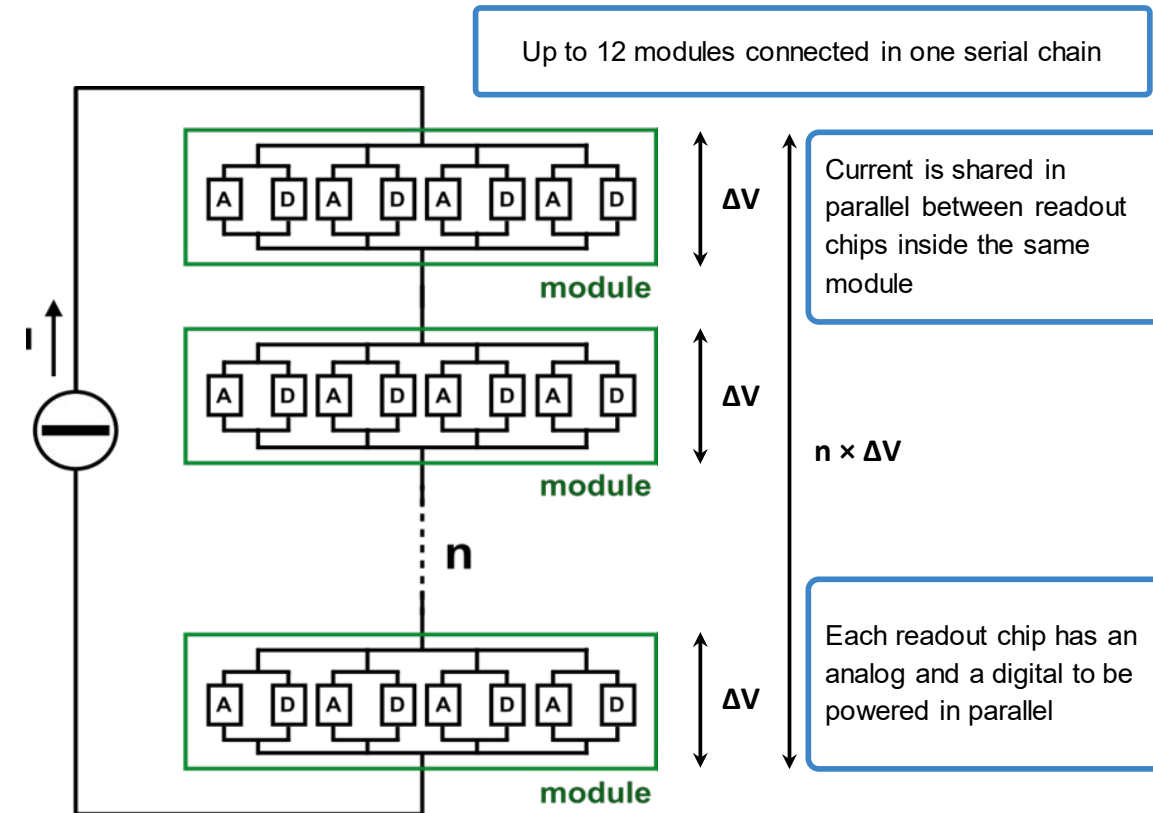 Up to 12 modules connected in one serial chain
A D A D A D A D
ΔV
module
Current is shared in
parallel between readout
chips inside the same
module
I
A D A D A D A D
ΔV
module
n × ΔV
n
A D A D A D A D
ΔV
module
Each readout chip has an
analog and a digital to be
powered in parallel